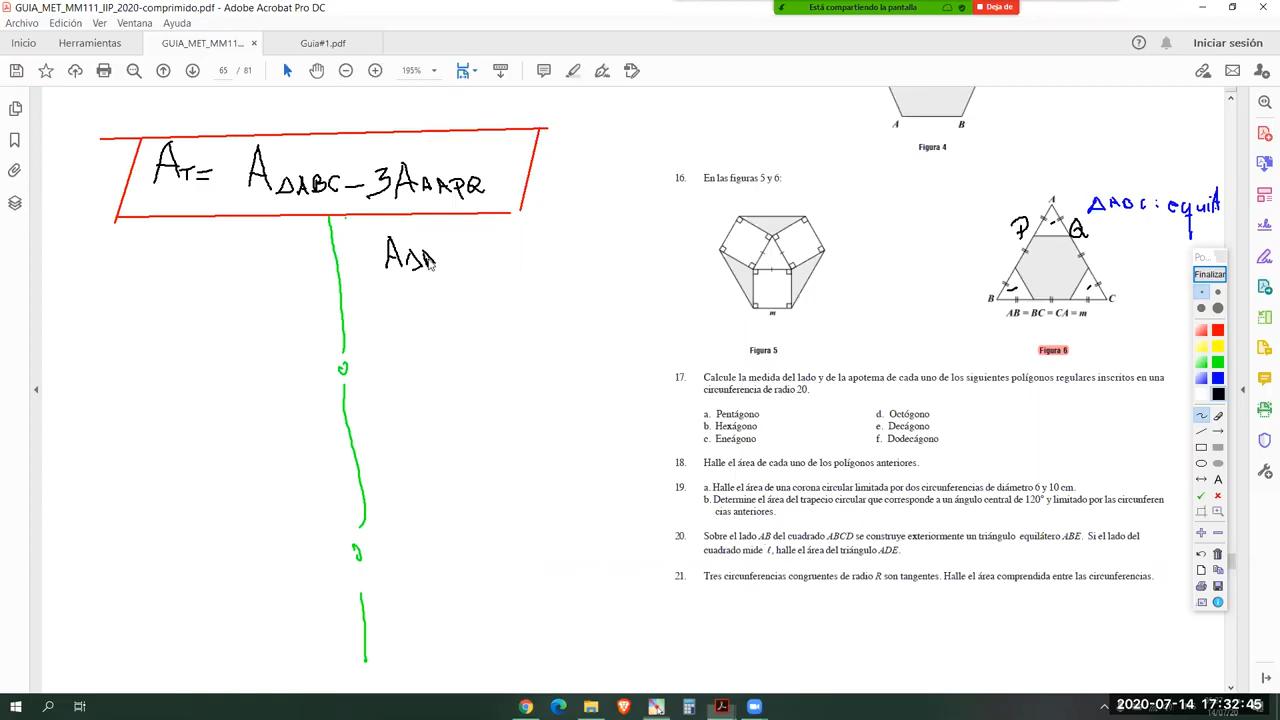 GUIA_MET_MM111_IIP_2020-comprimido.pdf - Adobe Acrobat Pro DC
Está compartiendo la pantalla
Deja de
Archivo Edición Ver Ventana Ayuda
Inicio Herramientas GUIA_MET_MM111_... × Guia#1.pdf Iniciar sesión
65 / 81 195%
A B
Figura 4
A_T = A_ΔABC − 3A_ΔAPQ
A_ΔA
16. En las figuras 5 y 6:
m
Figura 5
A
P Q
ΔABC: equil
B C
AB = BC = CA = m
Figura 6
17. Calcule la medida del lado y de la apotema de cada uno de los siguientes polígonos regulares inscritos en una
circunferencia de radio 20.
a. Pentágono d. Octógono
b. Hexágono e. Decágono
c. Eneágono f. Dodecágono
18. Halle el área de cada uno de los polígonos anteriores.
19. a. Halle el área de una corona circular limitada por dos circunferencias de diámetro 6 y 10 cm.
b. Determine el área del trapecio circular que corresponde a un ángulo central de 120° y limitado por las circunferen
cias anteriores.
20. Sobre el lado AB del cuadrado ABCD se construye exteriormente un triángulo equilátero ABE. Si el lado del
cuadrado mide ℓ, halle el área del triángulo ADE.
21. Tres circunferencias congruentes de radio R son tangentes. Halle el área comprendida entre las circunferencias.
Po...
Finalizar
A
2020-07-14 17:32:45
14/07/20